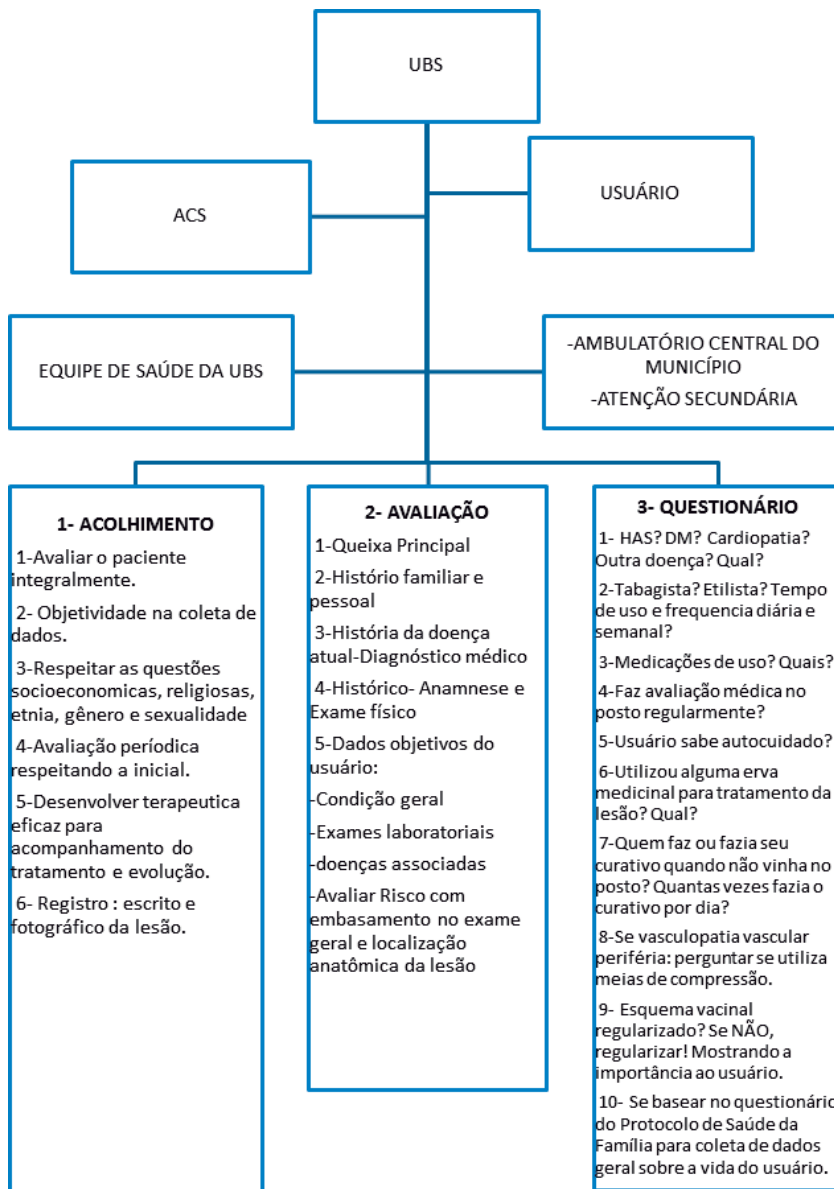 UBS
ACS
USUÁRIO
EQUIPE DE SAÚDE DA UBS
-AMBULATÓRIO CENTRAL DO
MUNICÍPIO
-ATENÇÃO SECUNDÁRIA
1- ACOLHIMENTO
1-Avaliar o paciente
integralmente.
2- Objetividade na coleta de
dados.
3-Respeitar as questões
socioeconomicas, religiosas,
etnia, gênero e sexualidade
4-Avaliação períodica
respeitando a inicial.
5-Desenvolver terapeutica
eficaz para
acompanhamento do
tratamento e evolução.
6- Registro : escrito e
fotográfico da lesão.
2- AVALIAÇÃO
1-Queixa Principal
2-Histório familiar e
pessoal
3-História da doença
atual-Diagnóstico médico
4-Histórico- Anamnese e
Exame físico
5-Dados objetivos do
usuário:
-Condição geral
-Exames laboratoriais
-doenças associadas
-Avaliar Risco com
embasamento no exame
geral e localização
anatômica da lesão
3- QUESTIONÁRIO
1- HAS? DM? Cardiopatia?
Outra doença? Qual?
2-Tabagista? Etilista? Tempo
de uso e frequencia diária e
semanal?
3-Medicações de uso? Quais?
4-Faz avaliação médica no
posto regularmente?
5-Usuário sabe autocuidado?
6-Utilizou alguma erva
medicinal para tratamento da
lesão? Qual?
7-Quem faz ou fazia seu
curativo quando não vinha no
posto? Quantas vezes fazia o
curativo por dia?
8-Se vasculopatia vascular
periféria: perguntar se utiliza
meias de compressão.
9- Esquema vacinal
regularizado? Se NÃO,
regularizar! Mostrando a
importância ao usuário.
10- Se basear no questionário
do Protocolo de Saúde da
Família para coleta de dados
geral sobre a vida do usuário.